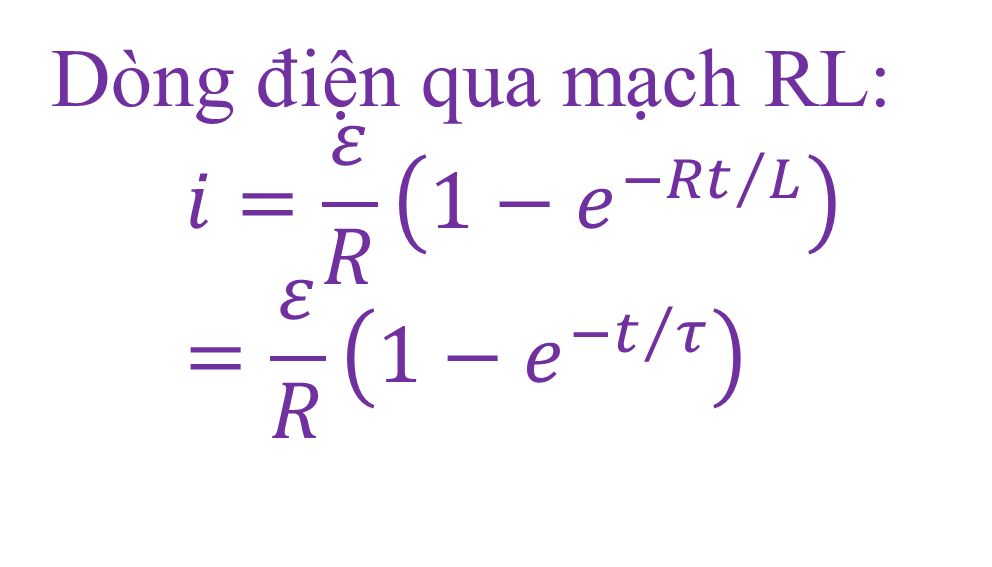 Dòng điện qua mạch RL:
𝑖 = 𝜀/𝑅 (1 − 𝑒^(−𝑅𝑡/𝐿))
= 𝜀/𝑅 (1 − 𝑒^(−𝑡/𝜏))